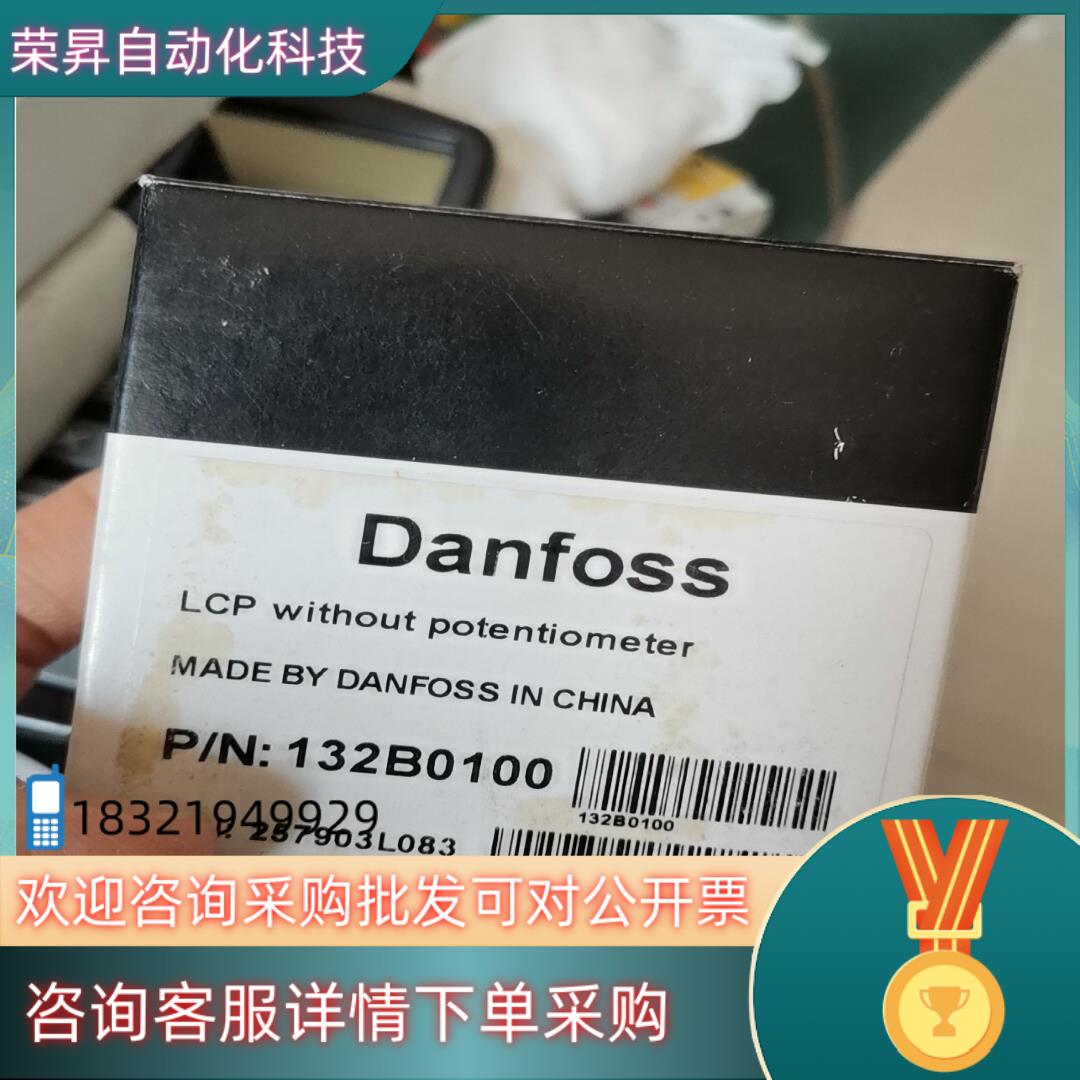 荣昇自动化科技
Danfoss
LCP without potentiometer
MADE BY DANFOSS IN CHINA
P/N: 132B0100
132B0100
18321949929
257903L083
欢迎咨询采购批发可对公开票
咨询客服详情下单采购